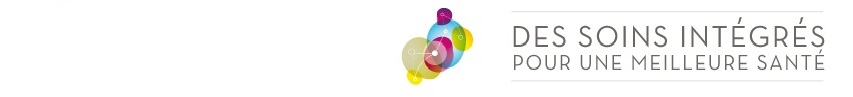 DES SOINS INTÉGRÉS
POUR UNE MEILLEURE SANTÉ